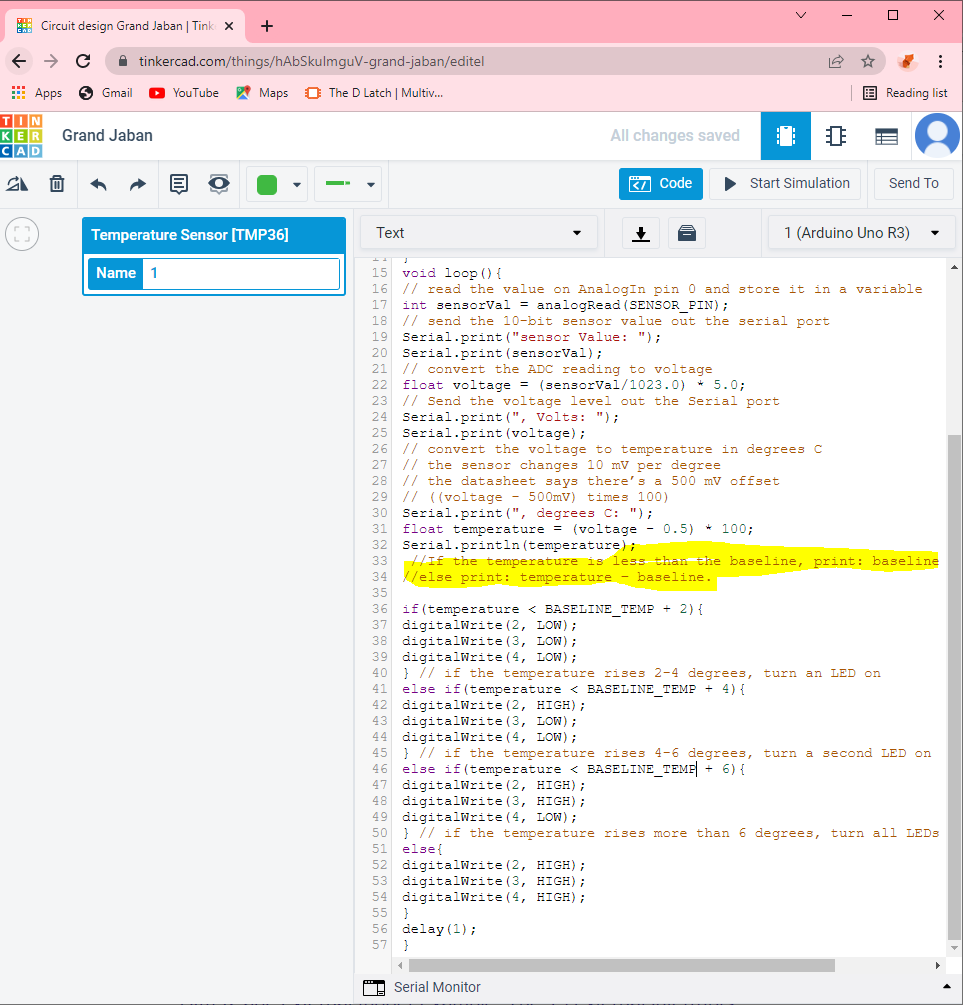 Circuit design Grand Jaban | Tink
tinkercad.com/things/hAbSkuImguV-grand-jaban/editel
Apps
Gmail
YouTube
Maps
The D Latch | Multiv...
Reading list
TIN
KER
CAD
Grand Jaban
All changes saved
Code
Start Simulation
Send To
Temperature Sensor [TMP36]
Name 1
Text
1 (Arduino Uno R3)
14 }
15 void loop(){
16 // read the value on AnalogIn pin 0 and store it in a variable
17 int sensorVal = analogRead(SENSOR_PIN);
18 // send the 10-bit sensor value out the serial port
19 Serial.print("sensor Value: ");
20 Serial.print(sensorVal);
21 // convert the ADC reading to voltage
22 float voltage = (sensorVal/1023.0) * 5.0;
23 // Send the voltage level out the Serial port
24 Serial.print(", Volts: ");
25 Serial.print(voltage);
26 // convert the voltage to temperature in degrees C
27 // the sensor changes 10 mV per degree
28 // the datasheet says there’s a 500 mV offset
29 // ((voltage - 500mV) times 100)
30 Serial.print(", degrees C: ");
31 float temperature = (voltage - 0.5) * 100;
32 Serial.println(temperature);
33 //If the temperature is less than the baseline, print: baseline
34 //else print: temperature - baseline.
35
36 if(temperature < BASELINE_TEMP + 2){
37 digitalWrite(2, LOW);
38 digitalWrite(3, LOW);
39 digitalWrite(4, LOW);
40 } // if the temperature rises 2-4 degrees, turn an LED on
41 else if(temperature < BASELINE_TEMP + 4){
42 digitalWrite(2, HIGH);
43 digitalWrite(3, LOW);
44 digitalWrite(4, LOW);
45 } // if the temperature rises 4-6 degrees, turn a second LED on
46 else if(temperature < BASELINE_TEMP + 6){
47 digitalWrite(2, HIGH);
48 digitalWrite(3, HIGH);
49 digitalWrite(4, LOW);
50 } // if the temperature rises more than 6 degrees, turn all LEDs
51 else{
52 digitalWrite(2, HIGH);
53 digitalWrite(3, HIGH);
54 digitalWrite(4, HIGH);
55 }
56 delay(1);
57 }
Serial Monitor